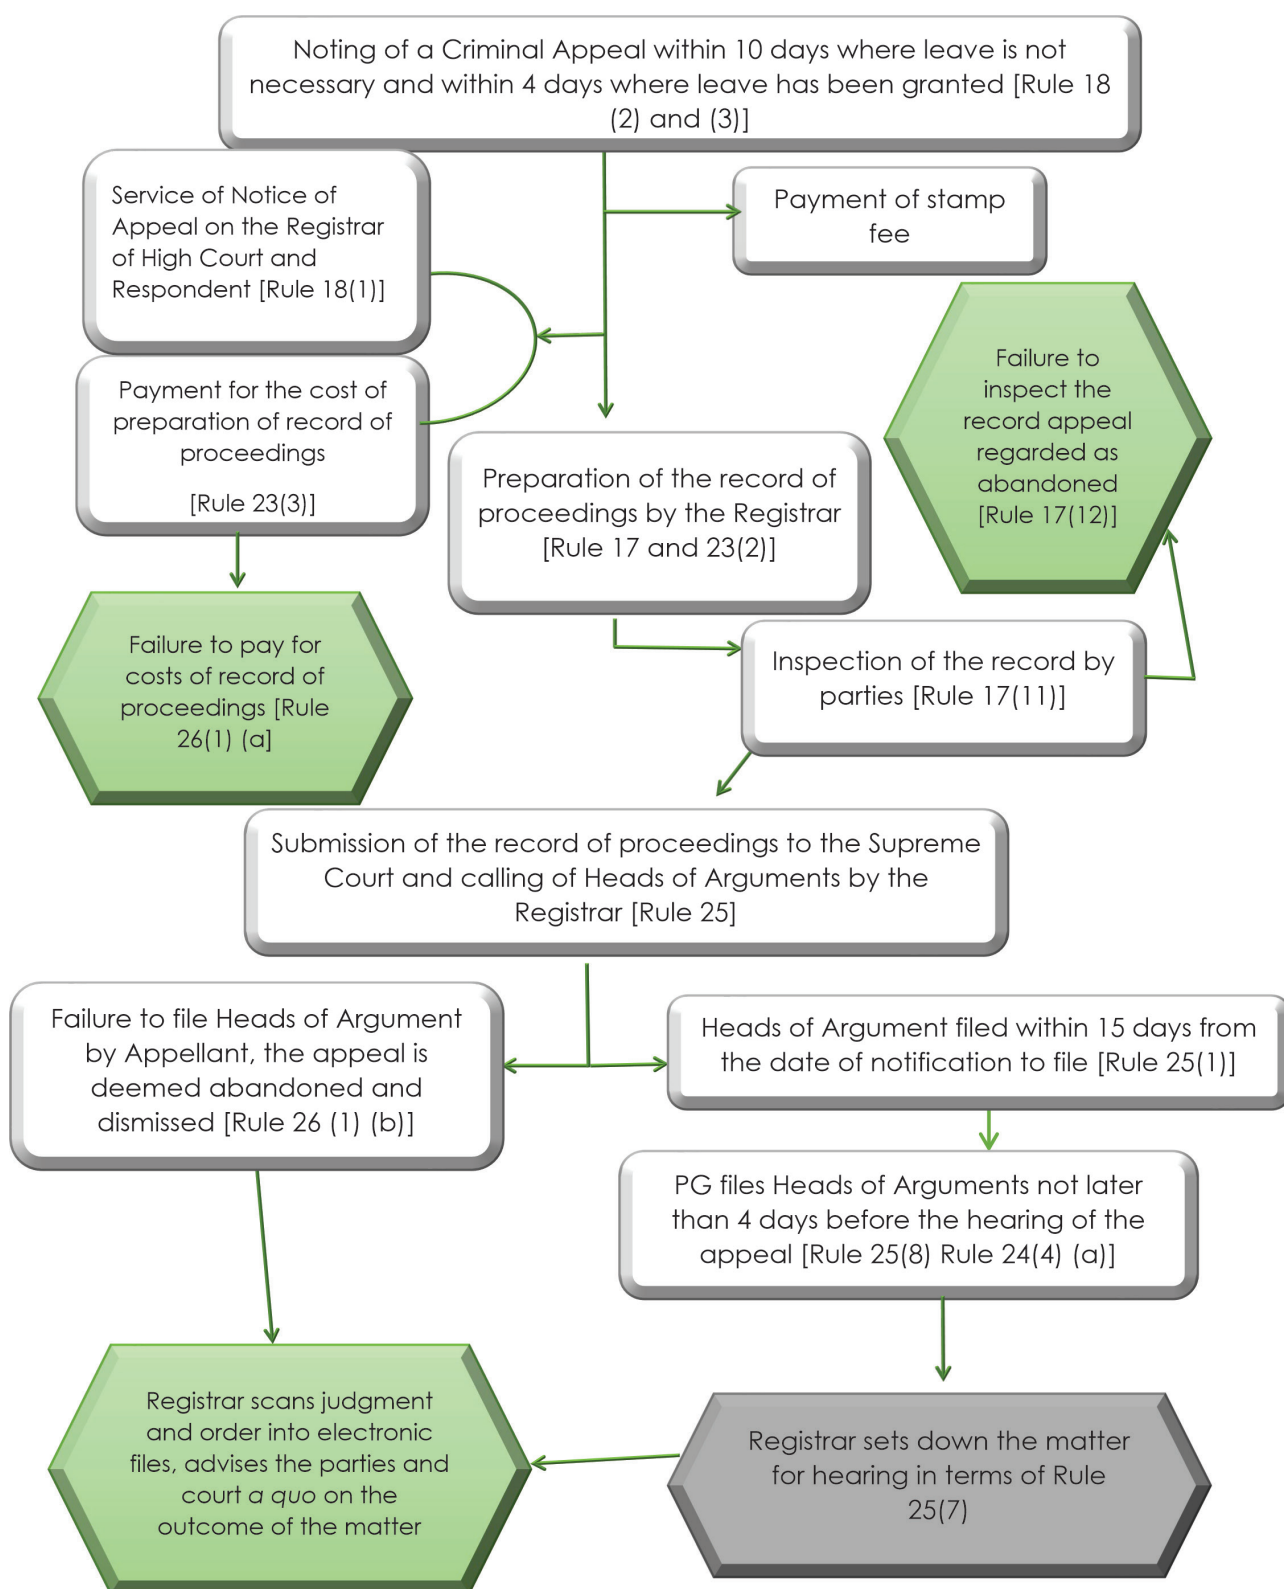 Noting of a Criminal Appeal within 10 days where leave is not
necessary and within 4 days where leave has been granted [Rule 18
(2) and (3)]
Service of Notice of
Appeal on the Registrar
of High Court and
Respondent [Rule 18(1)]
Payment of stamp
fee
Payment for the cost of
preparation of record of
proceedings
[Rule 23(3)]
Failure to
inspect the
record appeal
regarded as
abandoned
[Rule 17(12)]
Preparation of the record of
proceedings by the Registrar
[Rule 17 and 23(2)]
Failure to pay for
costs of record of
proceedings [Rule
26(1) (a]
Inspection of the record by
parties [Rule 17(11)]
Submission of the record of proceedings to the Supreme
Court and calling of Heads of Arguments by the
Registrar [Rule 25]
Failure to file Heads of Argument
by Appellant, the appeal is
deemed abandoned and
dismissed [Rule 26 (1) (b)]
Heads of Argument filed within 15 days from
the date of notification to file [Rule 25(1)]
PG files Heads of Arguments not later
than 4 days before the hearing of the
appeal [Rule 25(8) Rule 24(4) (a)]
Registrar scans judgment
and order into electronic
files, advises the parties and
court a quo on the
outcome of the matter
Registrar sets down the matter
for hearing in terms of Rule
25(7)